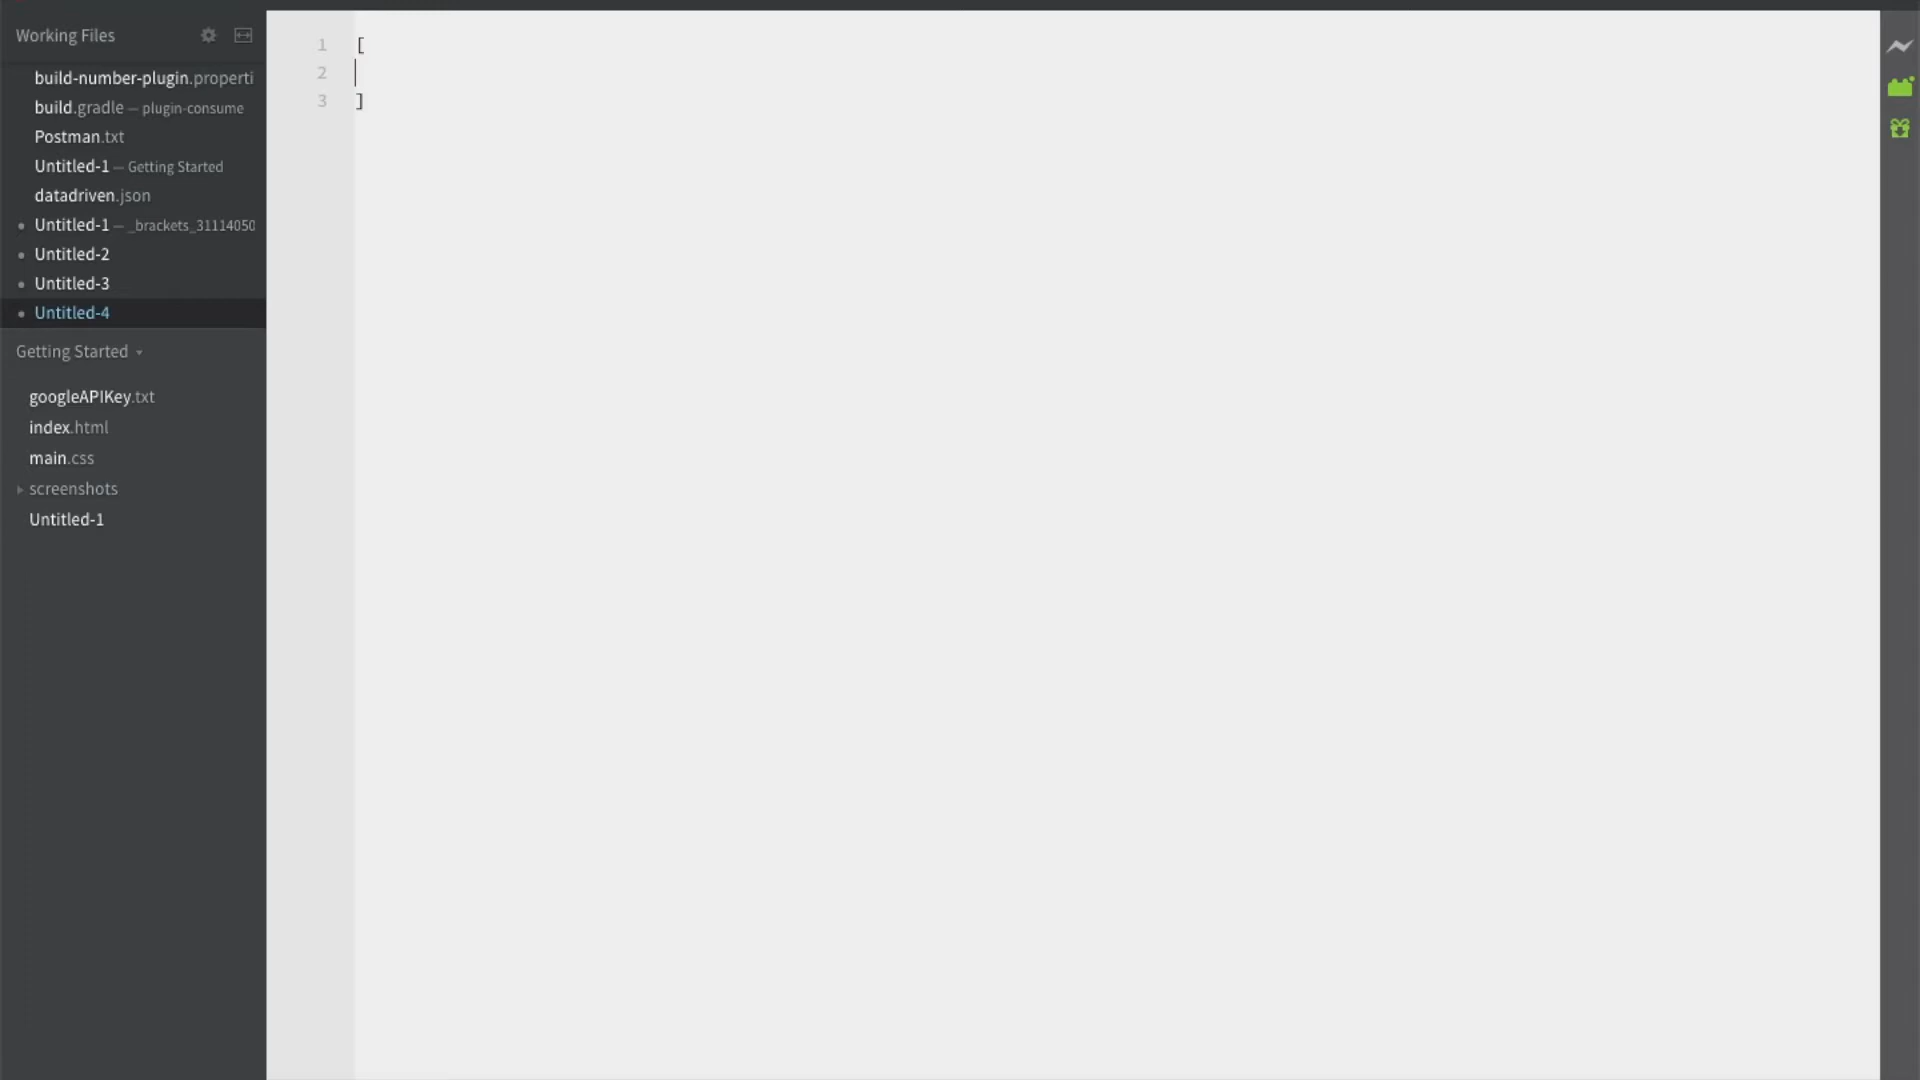 Working Files
build-number-plugin.properti
build.gradle — plugin-consume
Postman.txt
Untitled-1 — Getting Started
datadriven.json
Untitled-1 — _brackets_31114050
Untitled-2
Untitled-3
Untitled-4
Getting Started
googleAPIKey.txt
index.html
main.css
screenshots
Untitled-1
1 [
2
3 ]